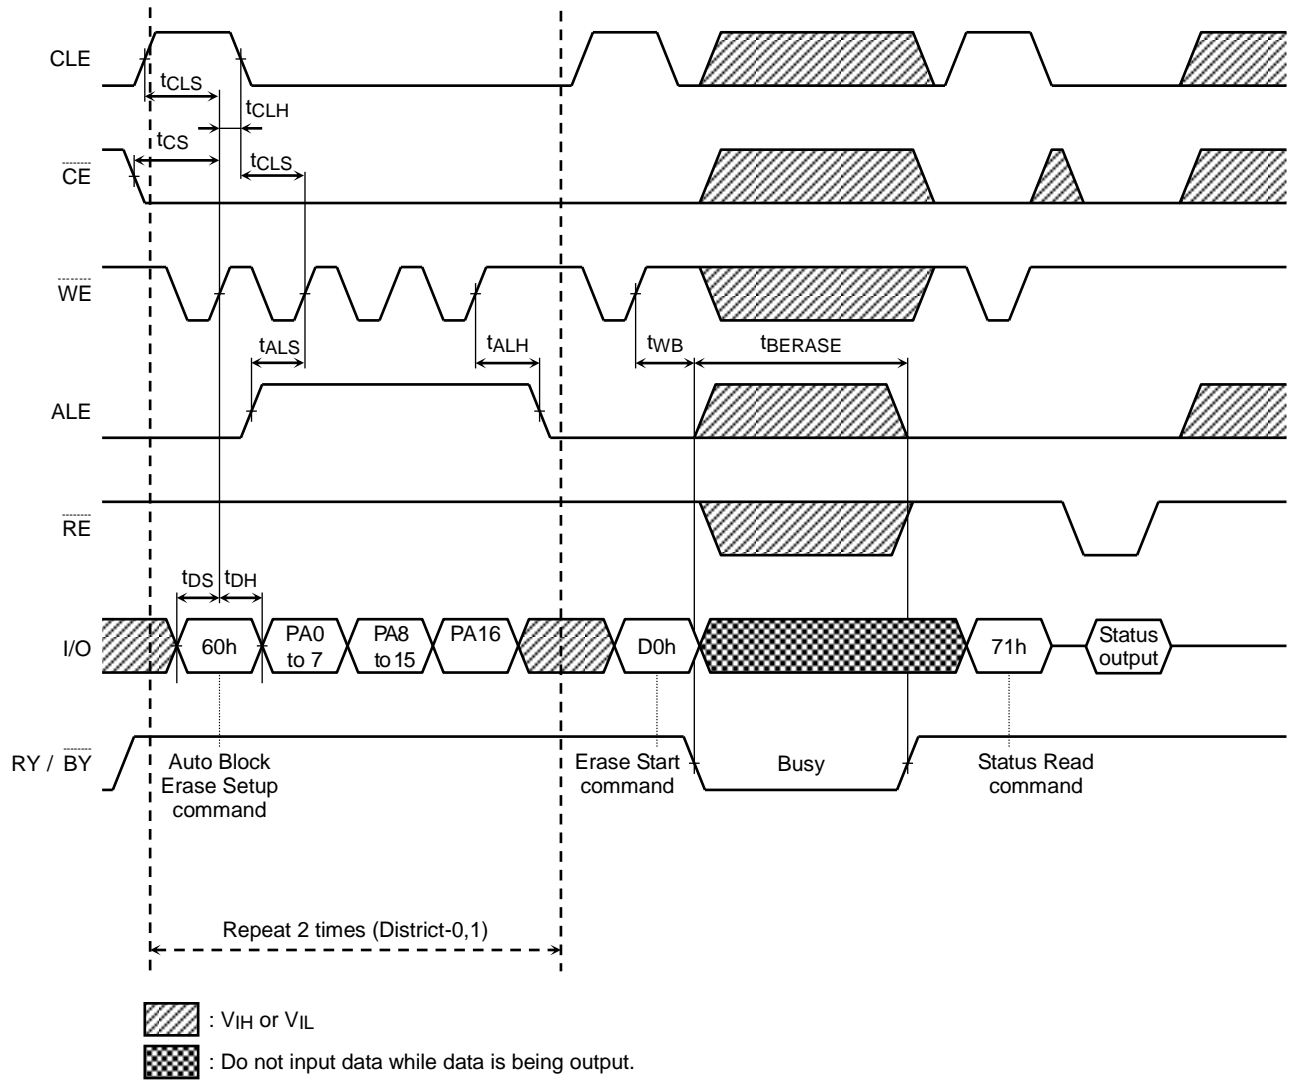 CLE
tCLS
tCLH
tCS
CE
tCLS
WE
tALS
tALH
tWB
tBERASE
ALE
RE
tDS
tDH
I/O
60h
PA0
to 7
PA8
to 15
PA16
D0h
71h
Status
output
RY / BY
Auto Block
Erase Setup
command
Erase Start
command
Busy
Status Read
command
Repeat 2 times (District-0,1)
: VIH or VIL
: Do not input data while data is being output.